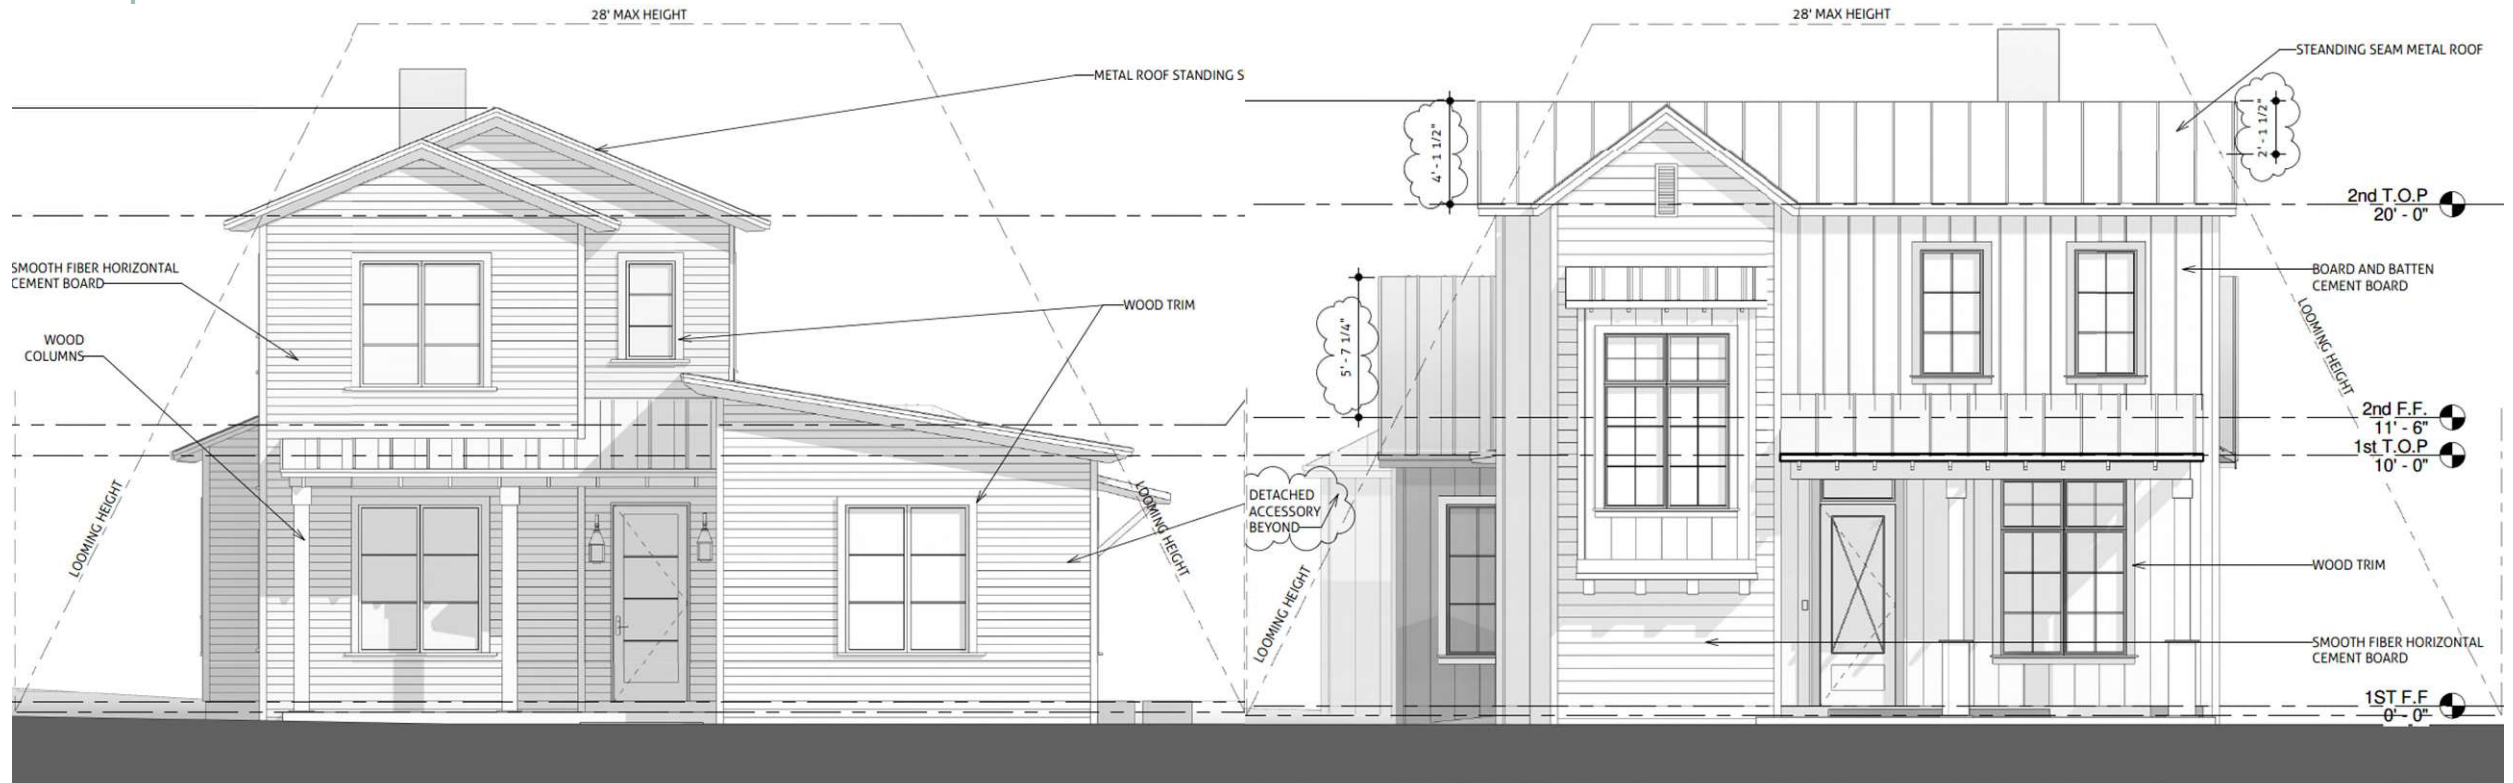 28' MAX HEIGHT
METAL ROOF STANDING S
SMOOTH FIBER HORIZONTAL
CEMENT BOARD
WOOD
COLUMNS
WOOD TRIM
LOOMING HEIGHT
LOOMING HEIGHT
28' MAX HEIGHT
STEANDING SEAM METAL ROOF
4' - 1 1/2"
2' - 1 1/2"
2nd T.O.P
20' - 0"
BOARD AND BATTEN
CEMENT BOARD
5' - 7 1/4"
LOOMING HEIGHT
2nd F.F.
11' - 6"
1st T.O.P
10' - 0"
DETACHED
ACCESSORY
BEYOND
LOOMING HEIGHT
WOOD TRIM
SMOOTH FIBER HORIZONTAL
CEMENT BOARD
1ST F.F
0' - 0"